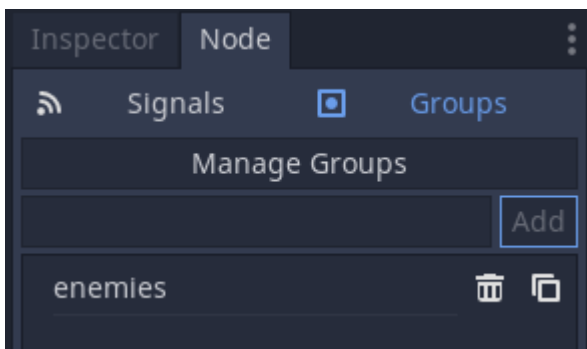 Inspector Node
Signals Groups
Manage Groups
Add
enemies